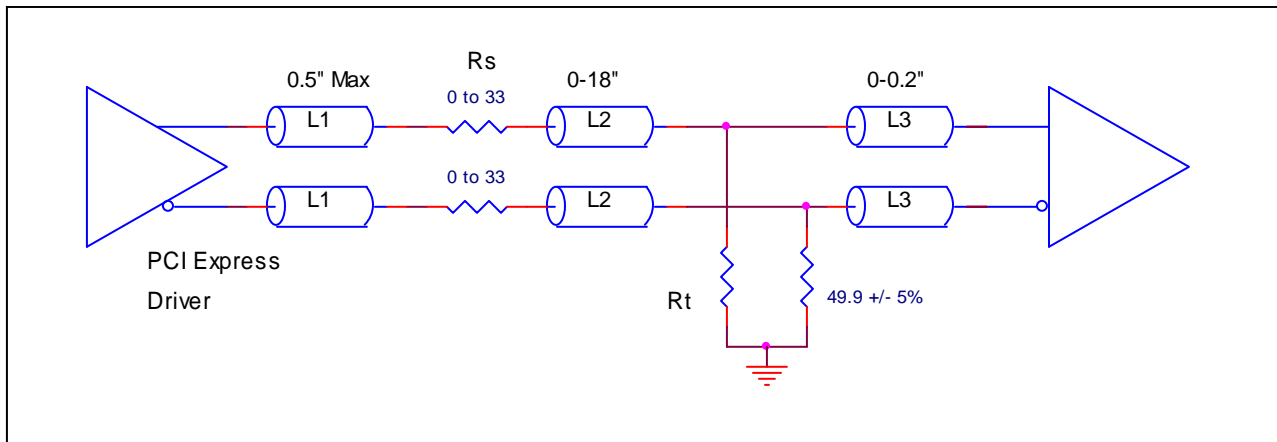 Rs
0.5" Max
0-18"
0-0.2"
0 to 33
L1
L2
L3
0 to 33
L1
L2
L3
PCI Express
Driver
Rt
49.9 +/- 5%